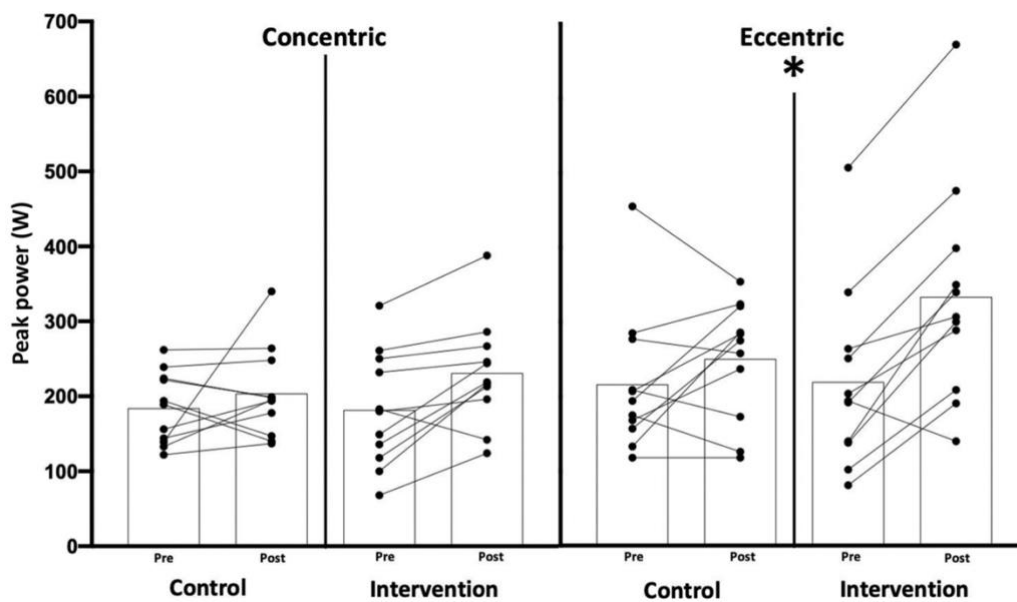 700
Concentric
Eccentric
*
600
500
400
Peak power (W)
300
200
100
0
Pre
Post
Pre
Post
Pre
Post
Pre
Post
Control
Intervention
Control
Intervention